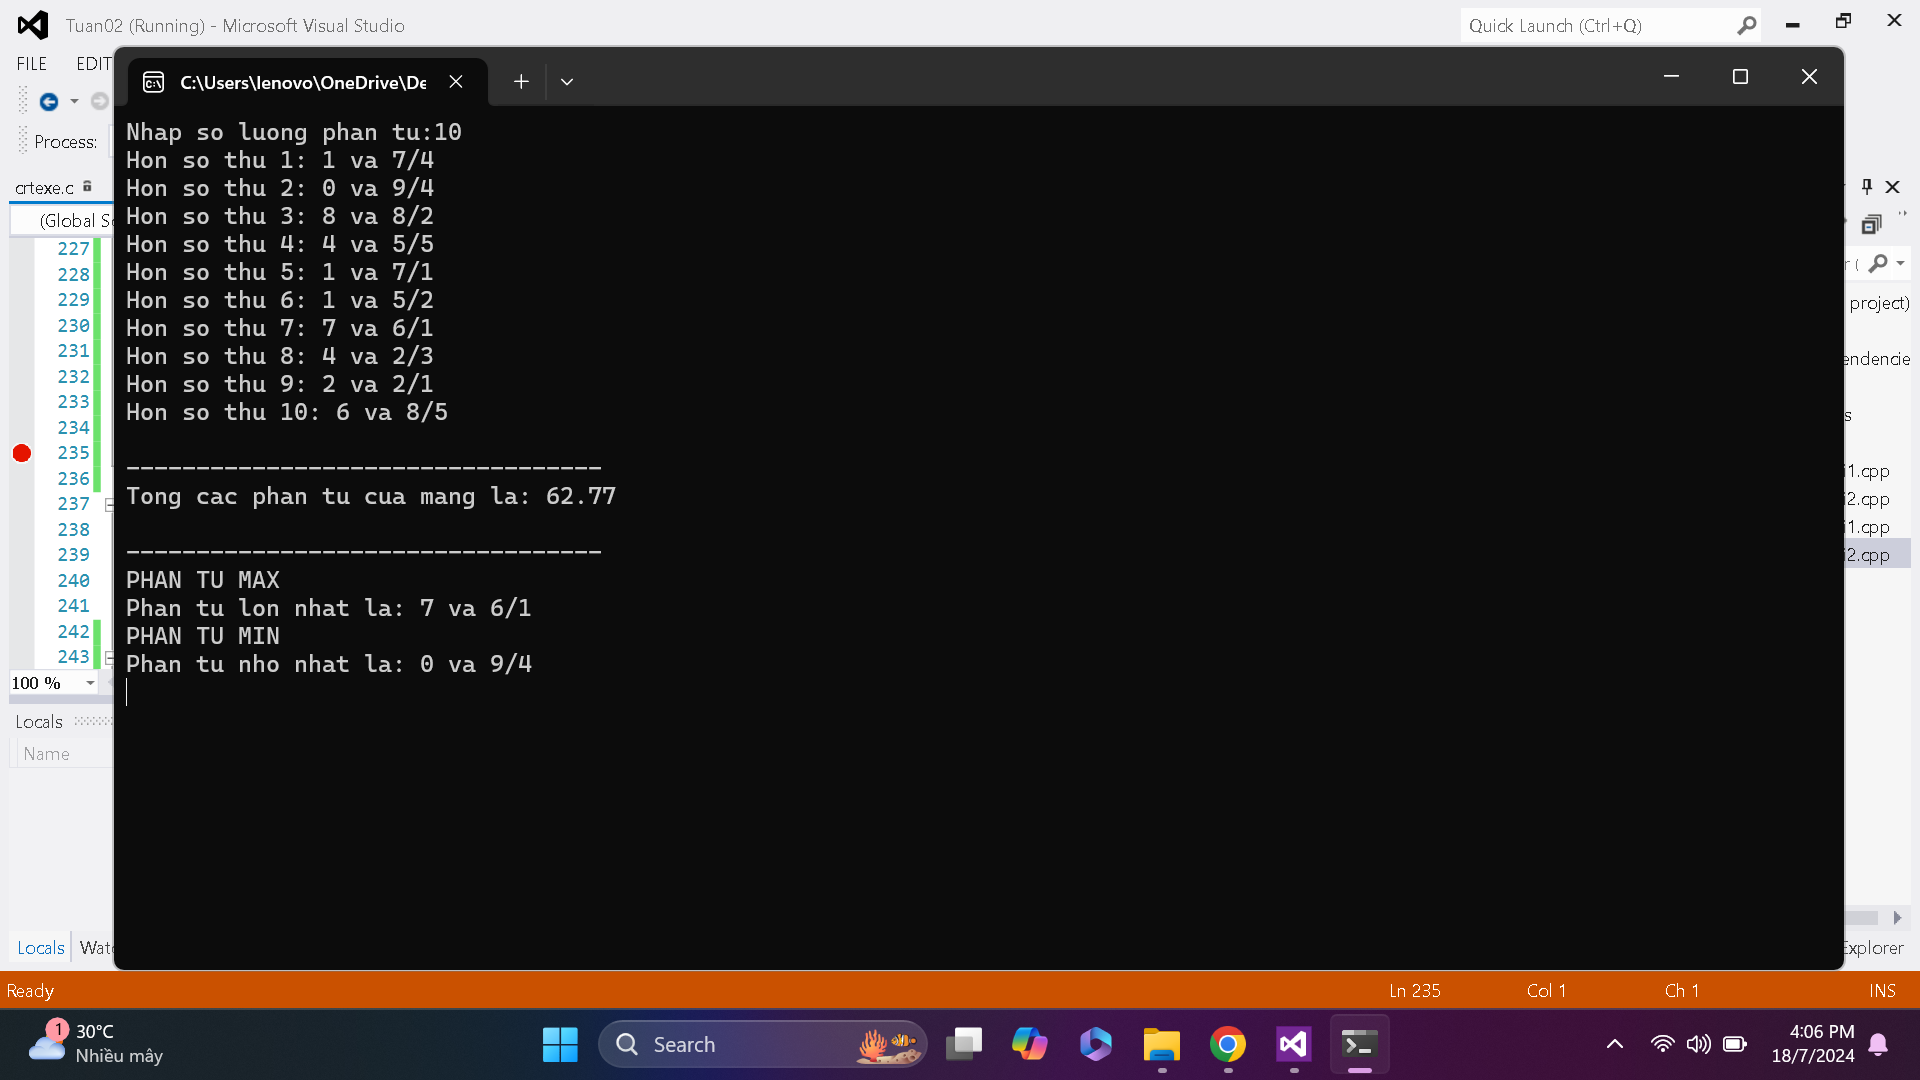 Tuan02 (Running) - Microsoft Visual Studio
Quick Launch (Ctrl+Q)
FILE EDIT
C:\Users\lenovo\OneDrive\De
Process:
crtexe.c
(Global
project)
227
228
229
230
231
232
233
234
235
236
237
238
239
240
241
242
243
100 %
Nhap so luong phan tu:10
Hon so thu 1: 1 va 7/4
Hon so thu 2: 0 va 9/4
Hon so thu 3: 8 va 8/2
Hon so thu 4: 4 va 5/5
Hon so thu 5: 1 va 7/1
Hon so thu 6: 1 va 5/2
Hon so thu 7: 7 va 6/1
Hon so thu 8: 4 va 2/3
Hon so thu 9: 2 va 2/1
Hon so thu 10: 6 va 8/5
----------------------------------
Tong cac phan tu cua mang la: 62.77
----------------------------------
PHAN TU MAX
Phan tu lon nhat la: 7 va 6/1
PHAN TU MIN
Phan tu nho nhat la: 0 va 9/4
endencie
i1.cpp
i2.cpp
i1.cpp
i2.cpp
Locals
Name
Locals Wat
Explorer
Ready Ln 235 Col 1 Ch 1 INS
1
30°C
Nhiều mây
Search
4:06 PM
18/7/2024